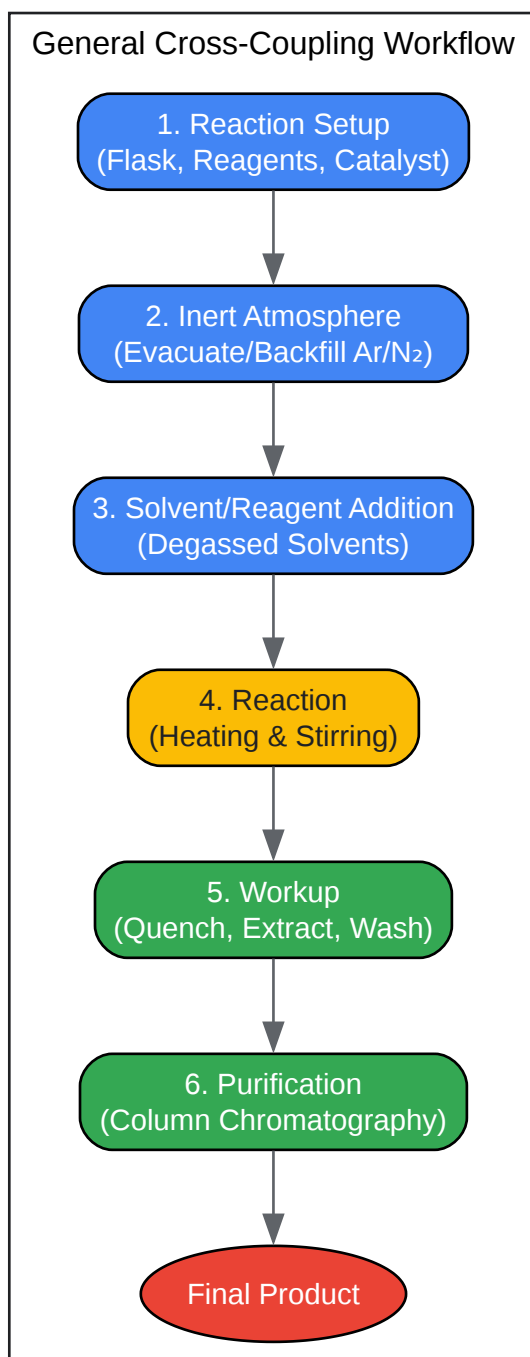 General Cross-Coupling Workflow
1. Reaction Setup
(Flask, Reagents, Catalyst)
2. Inert Atmosphere
(Evacuate/Backfill Ar/N₂)
3. Solvent/Reagent Addition
(Degassed Solvents)
4. Reaction
(Heating & Stirring)
5. Workup
(Quench, Extract, Wash)
6. Purification
(Column Chromatography)
Final Product